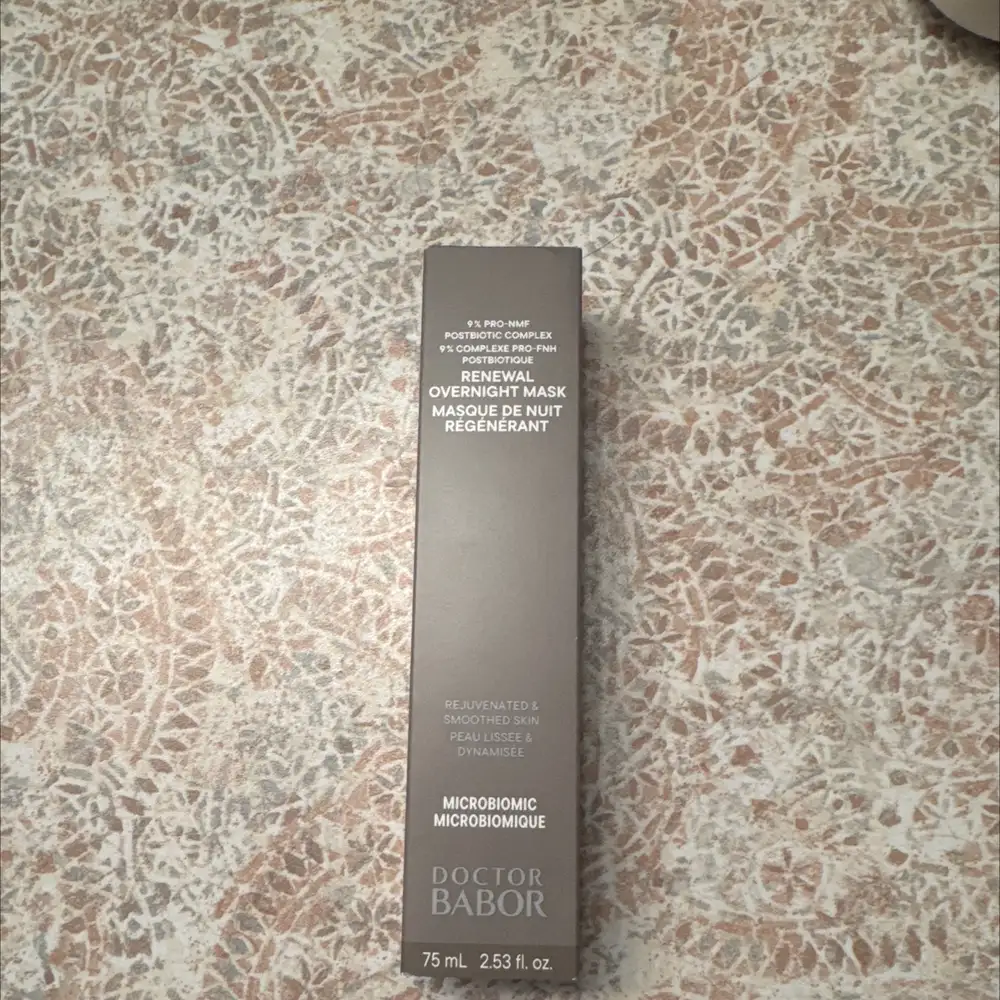 9% PRO-NMF
POSTBIOTIC COMPLEX
9% COMPLEXE PRO-FNH
POSTBIOTIQUE
RENEWAL
OVERNIGHT MASK
MASQUE DE NUIT
RÉGÉNÉRANT
REJUVENATED &
SMOOTHED SKIN
PEAU LISSÉE &
DYNAMISÉE
MICROBIOMIC
MICROBIOMIQUE
DOCTOR
BABOR
75 mL 2.53 fl. oz.